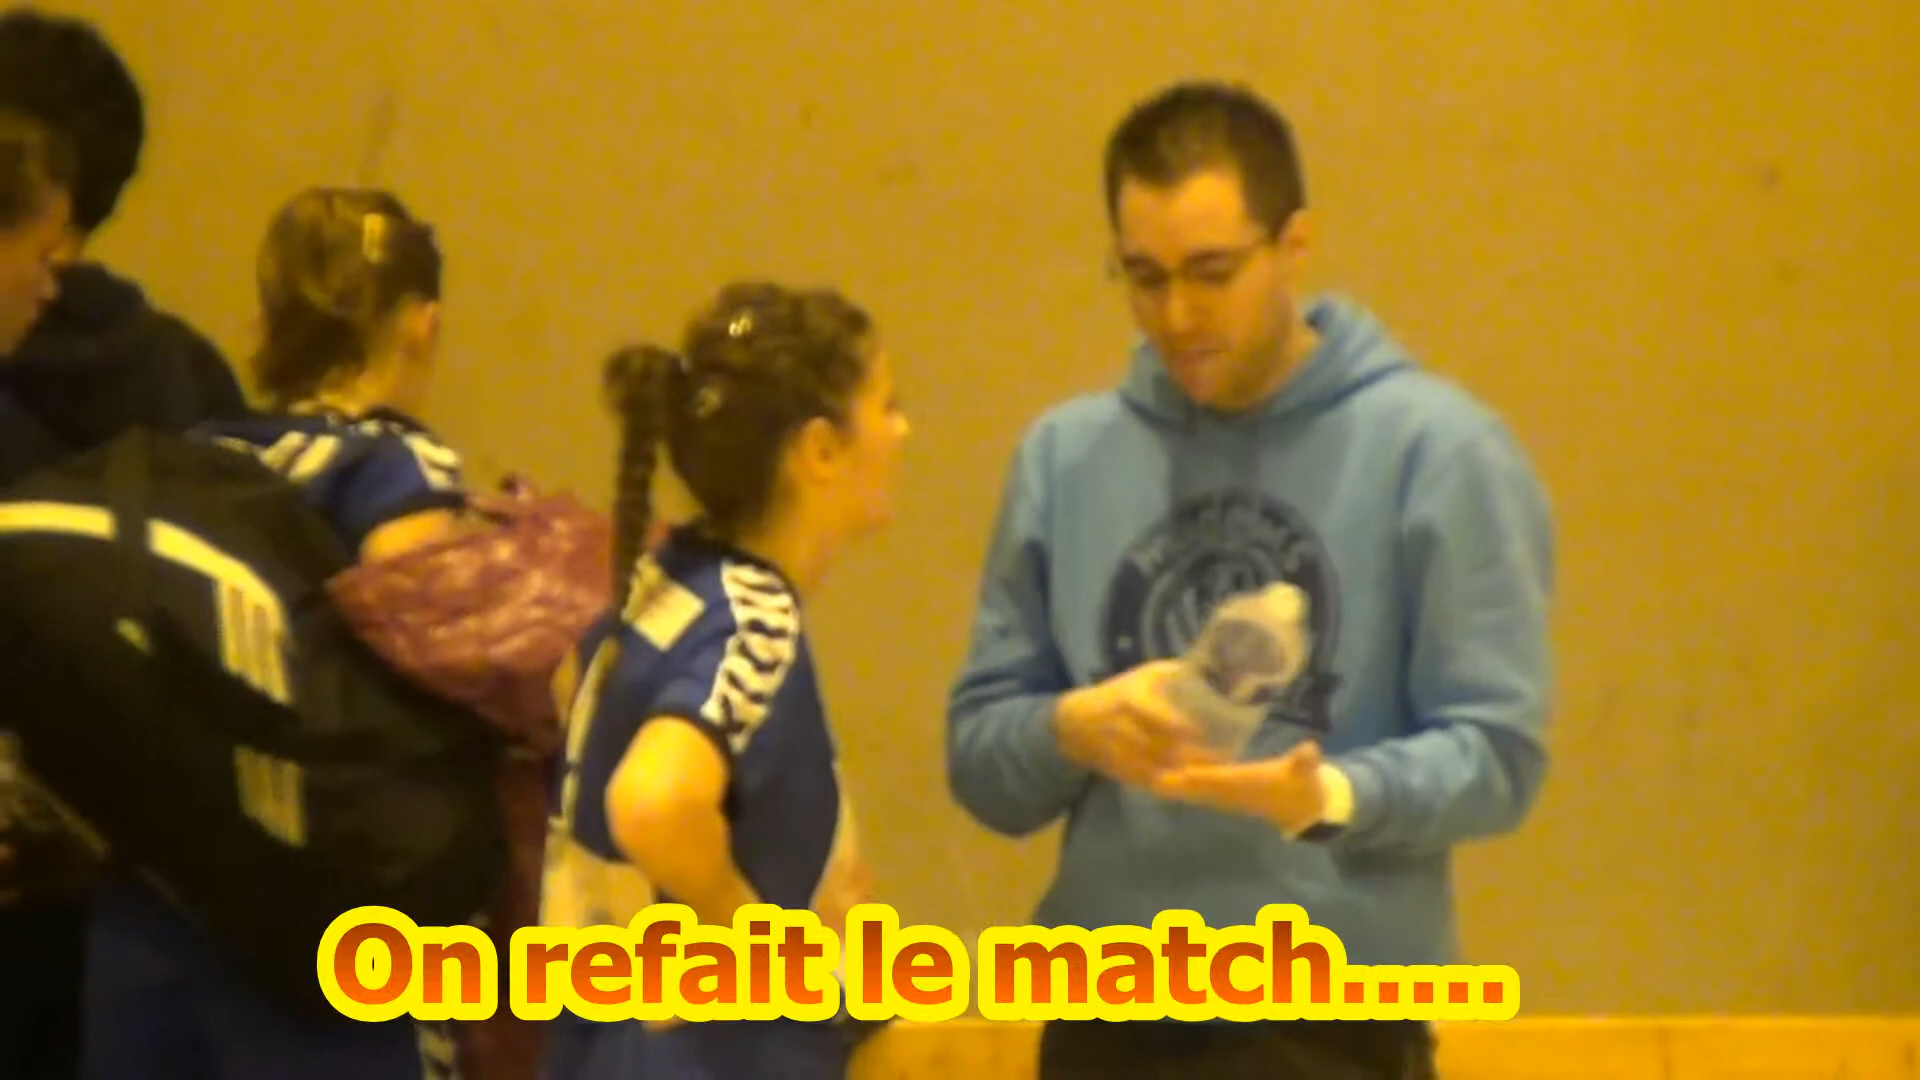 On refait le match.....